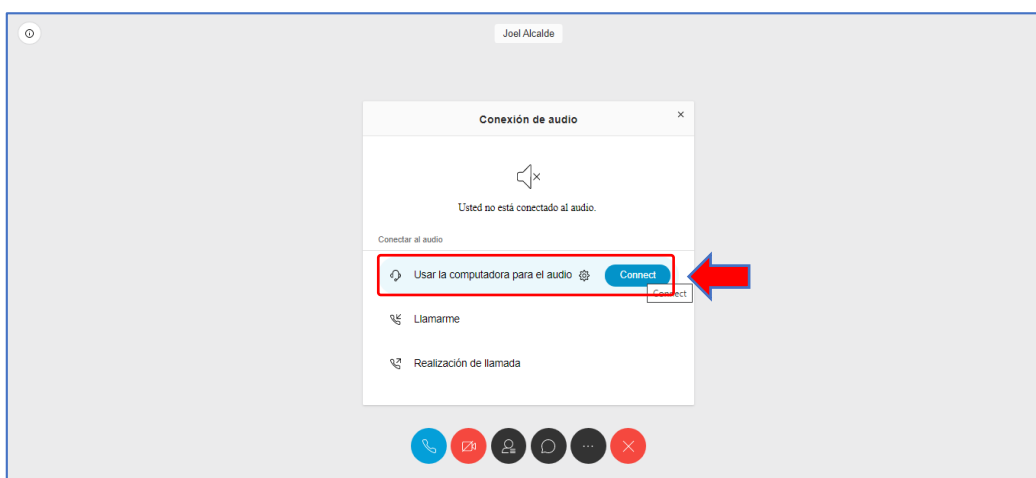 Joel Alcalde
Conexión de audio
Usted no está conectado al audio.
Conectar al audio
Usar la computadora para el audio Connect
Connect
Llamarme
Realización de llamada